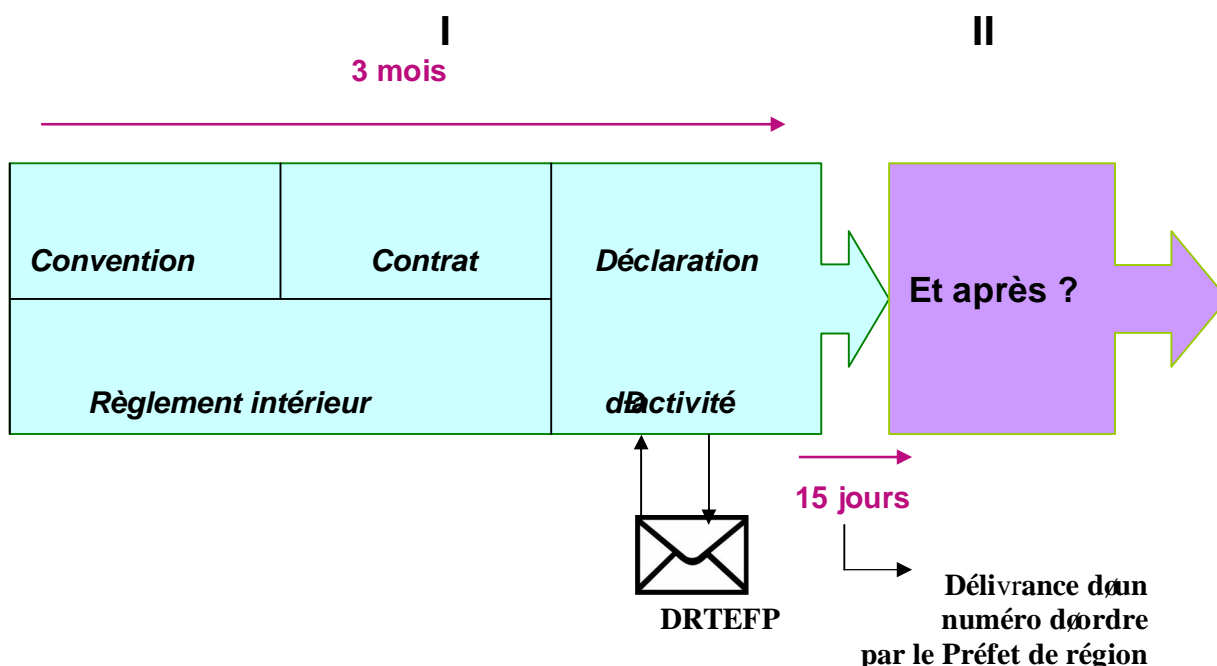 I
II
3 mois
Convention
Contrat
Déclaration
Et après ?
Règlement intérieur
15 jours
DRTEFP
Délivrance døun
numéro døordre
par le Préfet de région